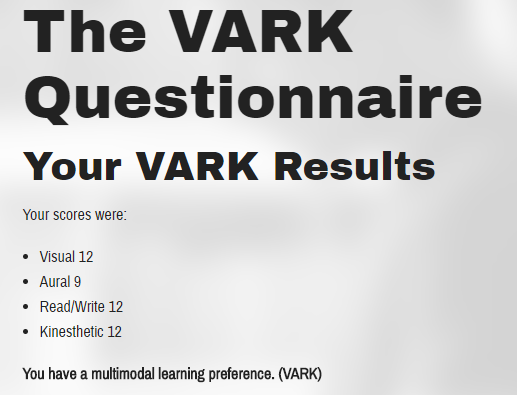 The VARK
Questionnaire
Your VARK Results
Your scores were:
Visual 12
Aural 9
Read/Write 12
Kinesthetic 12
You have a multimodal learning preference. (VARK)